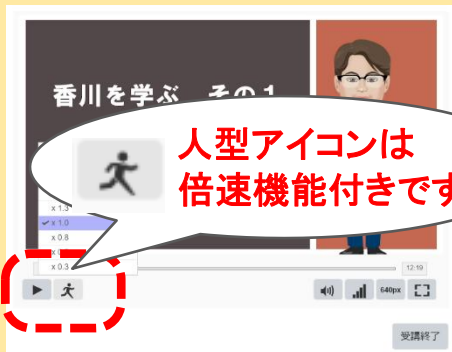 香川を学ぶ その１
人型アイコンは
倍速機能付きです
x 1.3
✔x 1.0
x 0.8
x 0.3
12:19
640px
受講終了